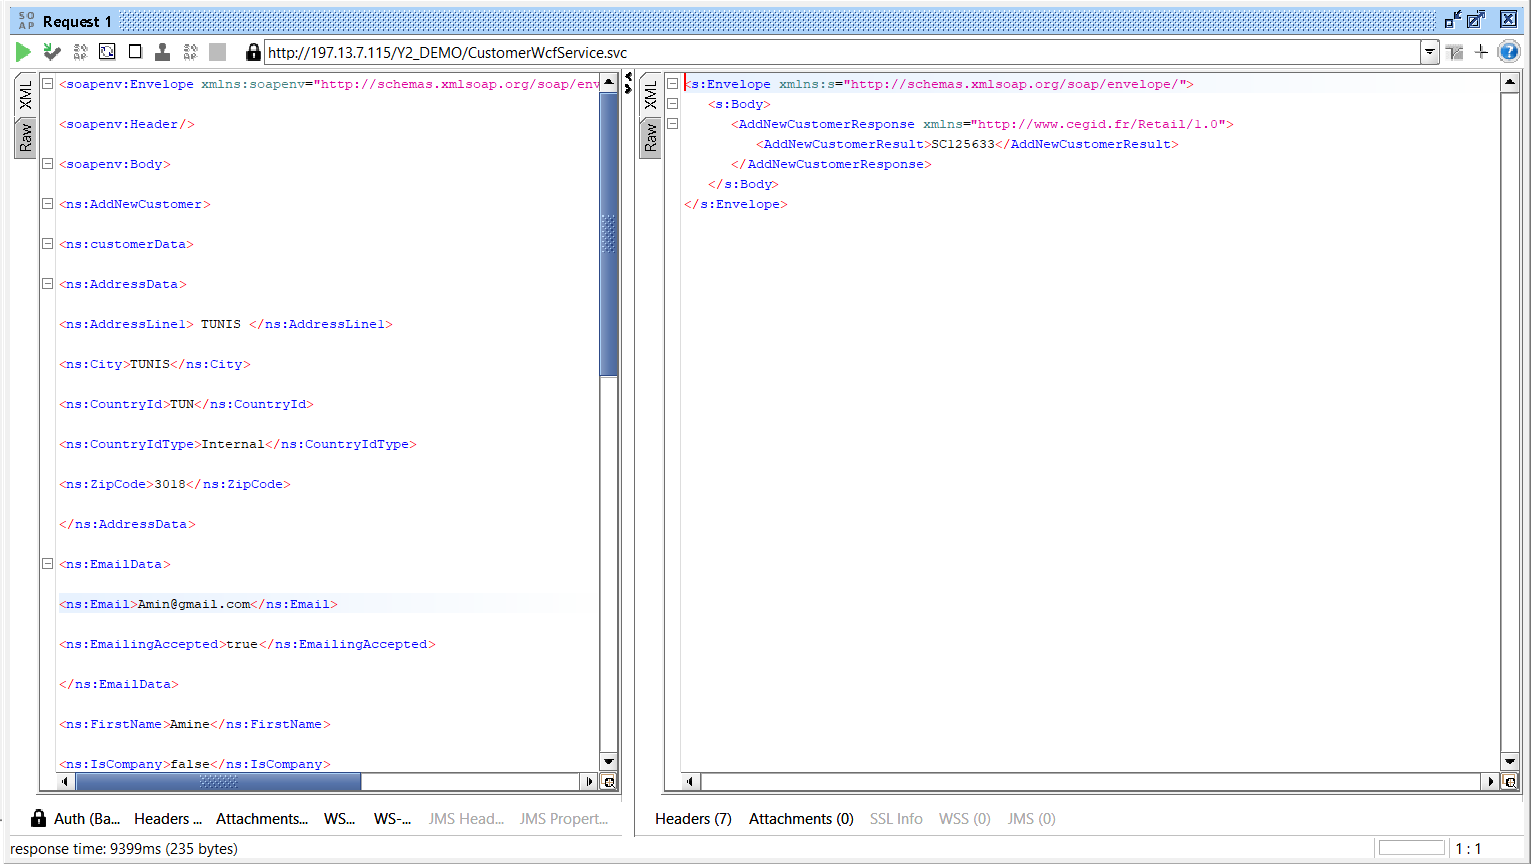 SO
AP
Request 1
http://197.13.7.115/Y2_DEMO/CustomerWcfService.svc
XML
Raw
<soapenv:Envelope xmlns:soapenv="http://schemas.xmlsoap.org/soap/env
<soapenv:Header/>
<soapenv:Body>
<ns:AddNewCustomer>
<ns:customerData>
<ns:AddressData>
<ns:AddressLine1> TUNIS </ns:AddressLine1>
<ns:City>TUNIS</ns:City>
<ns:CountryId>TUN</ns:CountryId>
<ns:CountryIdType>Internal</ns:CountryIdType>
<ns:ZipCode>3018</ns:ZipCode>
</ns:AddressData>
<ns:EmailData>
<ns:Email>Amin@gmail.com</ns:Email>
<ns:EmailingAccepted>true</ns:EmailingAccepted>
</ns:EmailData>
<ns:FirstName>Amine</ns:FirstName>
<ns:IsCompany>false</ns:IsCompany>
XML
Raw
<s:Envelope xmlns:s="http://schemas.xmlsoap.org/soap/envelope/">
<s:Body>
<AddNewCustomerResponse xmlns="http://www.cegid.fr/Retail/1.0">
<AddNewCustomerResult>SC125633</AddNewCustomerResult>
</AddNewCustomerResponse>
</s:Body>
</s:Envelope>
Auth (Ba... Headers ... Attachments... WS... WS-... JMS Head... JMS Propert...
Headers (7) Attachments (0) SSL Info WSS (0) JMS (0)
response time: 9399ms (235 bytes)
1 : 1